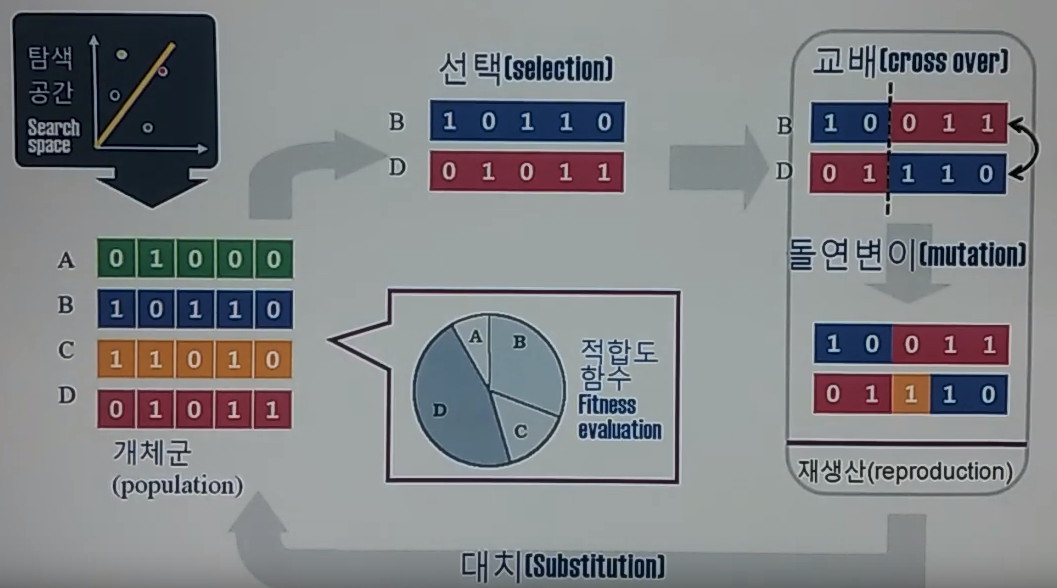 탐색
공간
Search
space
선택(selection)
B 1 0 1 1 0
D 0 1 0 1 1
교배(cross over)
B 1 0 0 1 1
D 0 1 1 1 0
돌연변이(mutation)
1 0 0 1 1
0 1 1 1 0
재생산(reproduction)
A 0 1 0 0 0
B 1 0 1 1 0
C 1 1 0 1 0
D 0 1 0 1 1
개체군
(population)
A
B
C
D
적합도
함수
Fitness
evaluation
대치(Substitution)